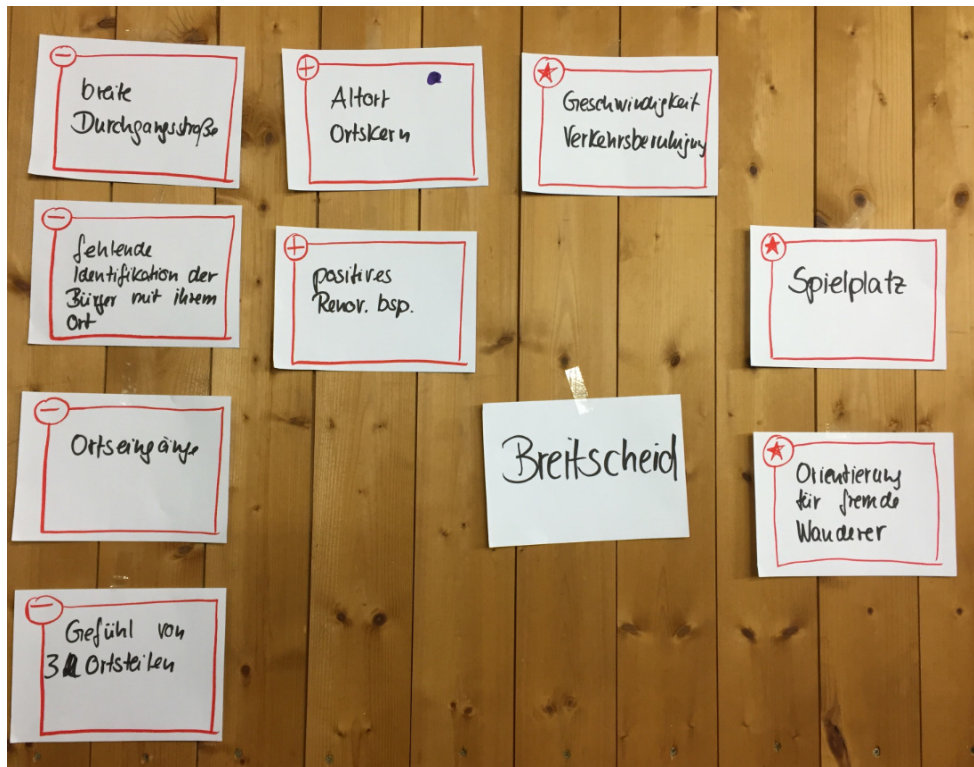 breite
Durchgangsstraße
Altort
Ortskern
Geschwindigkeit
Verkehrsberuhigung
fehlende
Identifikation der
Bürger mit ihrem
Ort
positives
Renov. bsp.
Spielplatz
Ortseingänge
Breitscheid
Orientierung
für fremde
Wanderer
Gefühl von
3 Ortsteilen